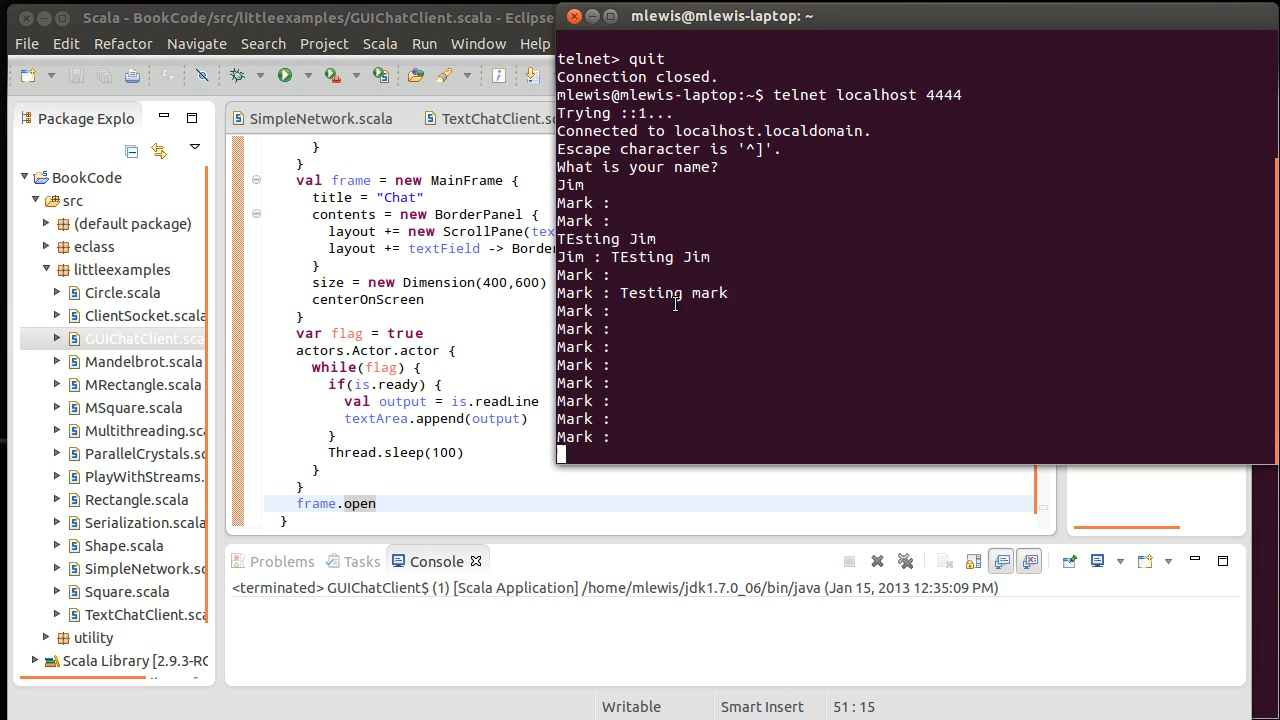 Scala - BookCode/src/littleexamples/GUIChatClient.scala - Eclipse
File Edit Refactor Navigate Search Project Scala Run Window Help
Package Explo
BookCode
src
(default package)
eclass
littleexamples
Circle.scala
ClientSocket.scala
GUIChatClient.sca
Mandelbrot.scala
MRectangle.scala
MSquare.scala
Multithreading.scala
ParallelCrystals.scala
PlayWithStreams.
Rectangle.scala
Serialization.scala
Shape.scala
SimpleNetwork.sc
Square.scala
TextChatClient.sca
utility
Scala Library [2.9.3-RC
SimpleNetwork.scala
TextChatClient.sc
}
}
val frame = new MainFrame {
title = "Chat"
contents = new BorderPanel {
layout += new ScrollPane(tex
layout += textField -> Border
}
size = new Dimension(400,600)
centerOnScreen
}
var flag = true
actors.Actor.actor {
while(flag) {
if(is.ready) {
val output = is.readLine
textArea.append(output)
}
Thread.sleep(100)
}
}
frame.open
}
mlewis@mlewis-laptop: ~
telnet> quit
Connection closed.
mlewis@mlewis-laptop:~$ telnet localhost 4444
Trying ::1...
Connected to localhost.localdomain.
Escape character is '^]'.
What is your name?
Jim
Mark :
Mark :
TEsting Jim
Jim : TEsting Jim
Mark :
Mark : Testing mark
Mark :
Mark :
Mark :
Mark :
Mark :
Mark :
Mark :
Mark :
Problems Tasks Console
<terminated> GUIChatClient$ (1) [Scala Application] /home/mlewis/jdk1.7.0_06/bin/java (Jan 15, 2013 12:35:09 PM)
Writable Smart Insert 51 : 15